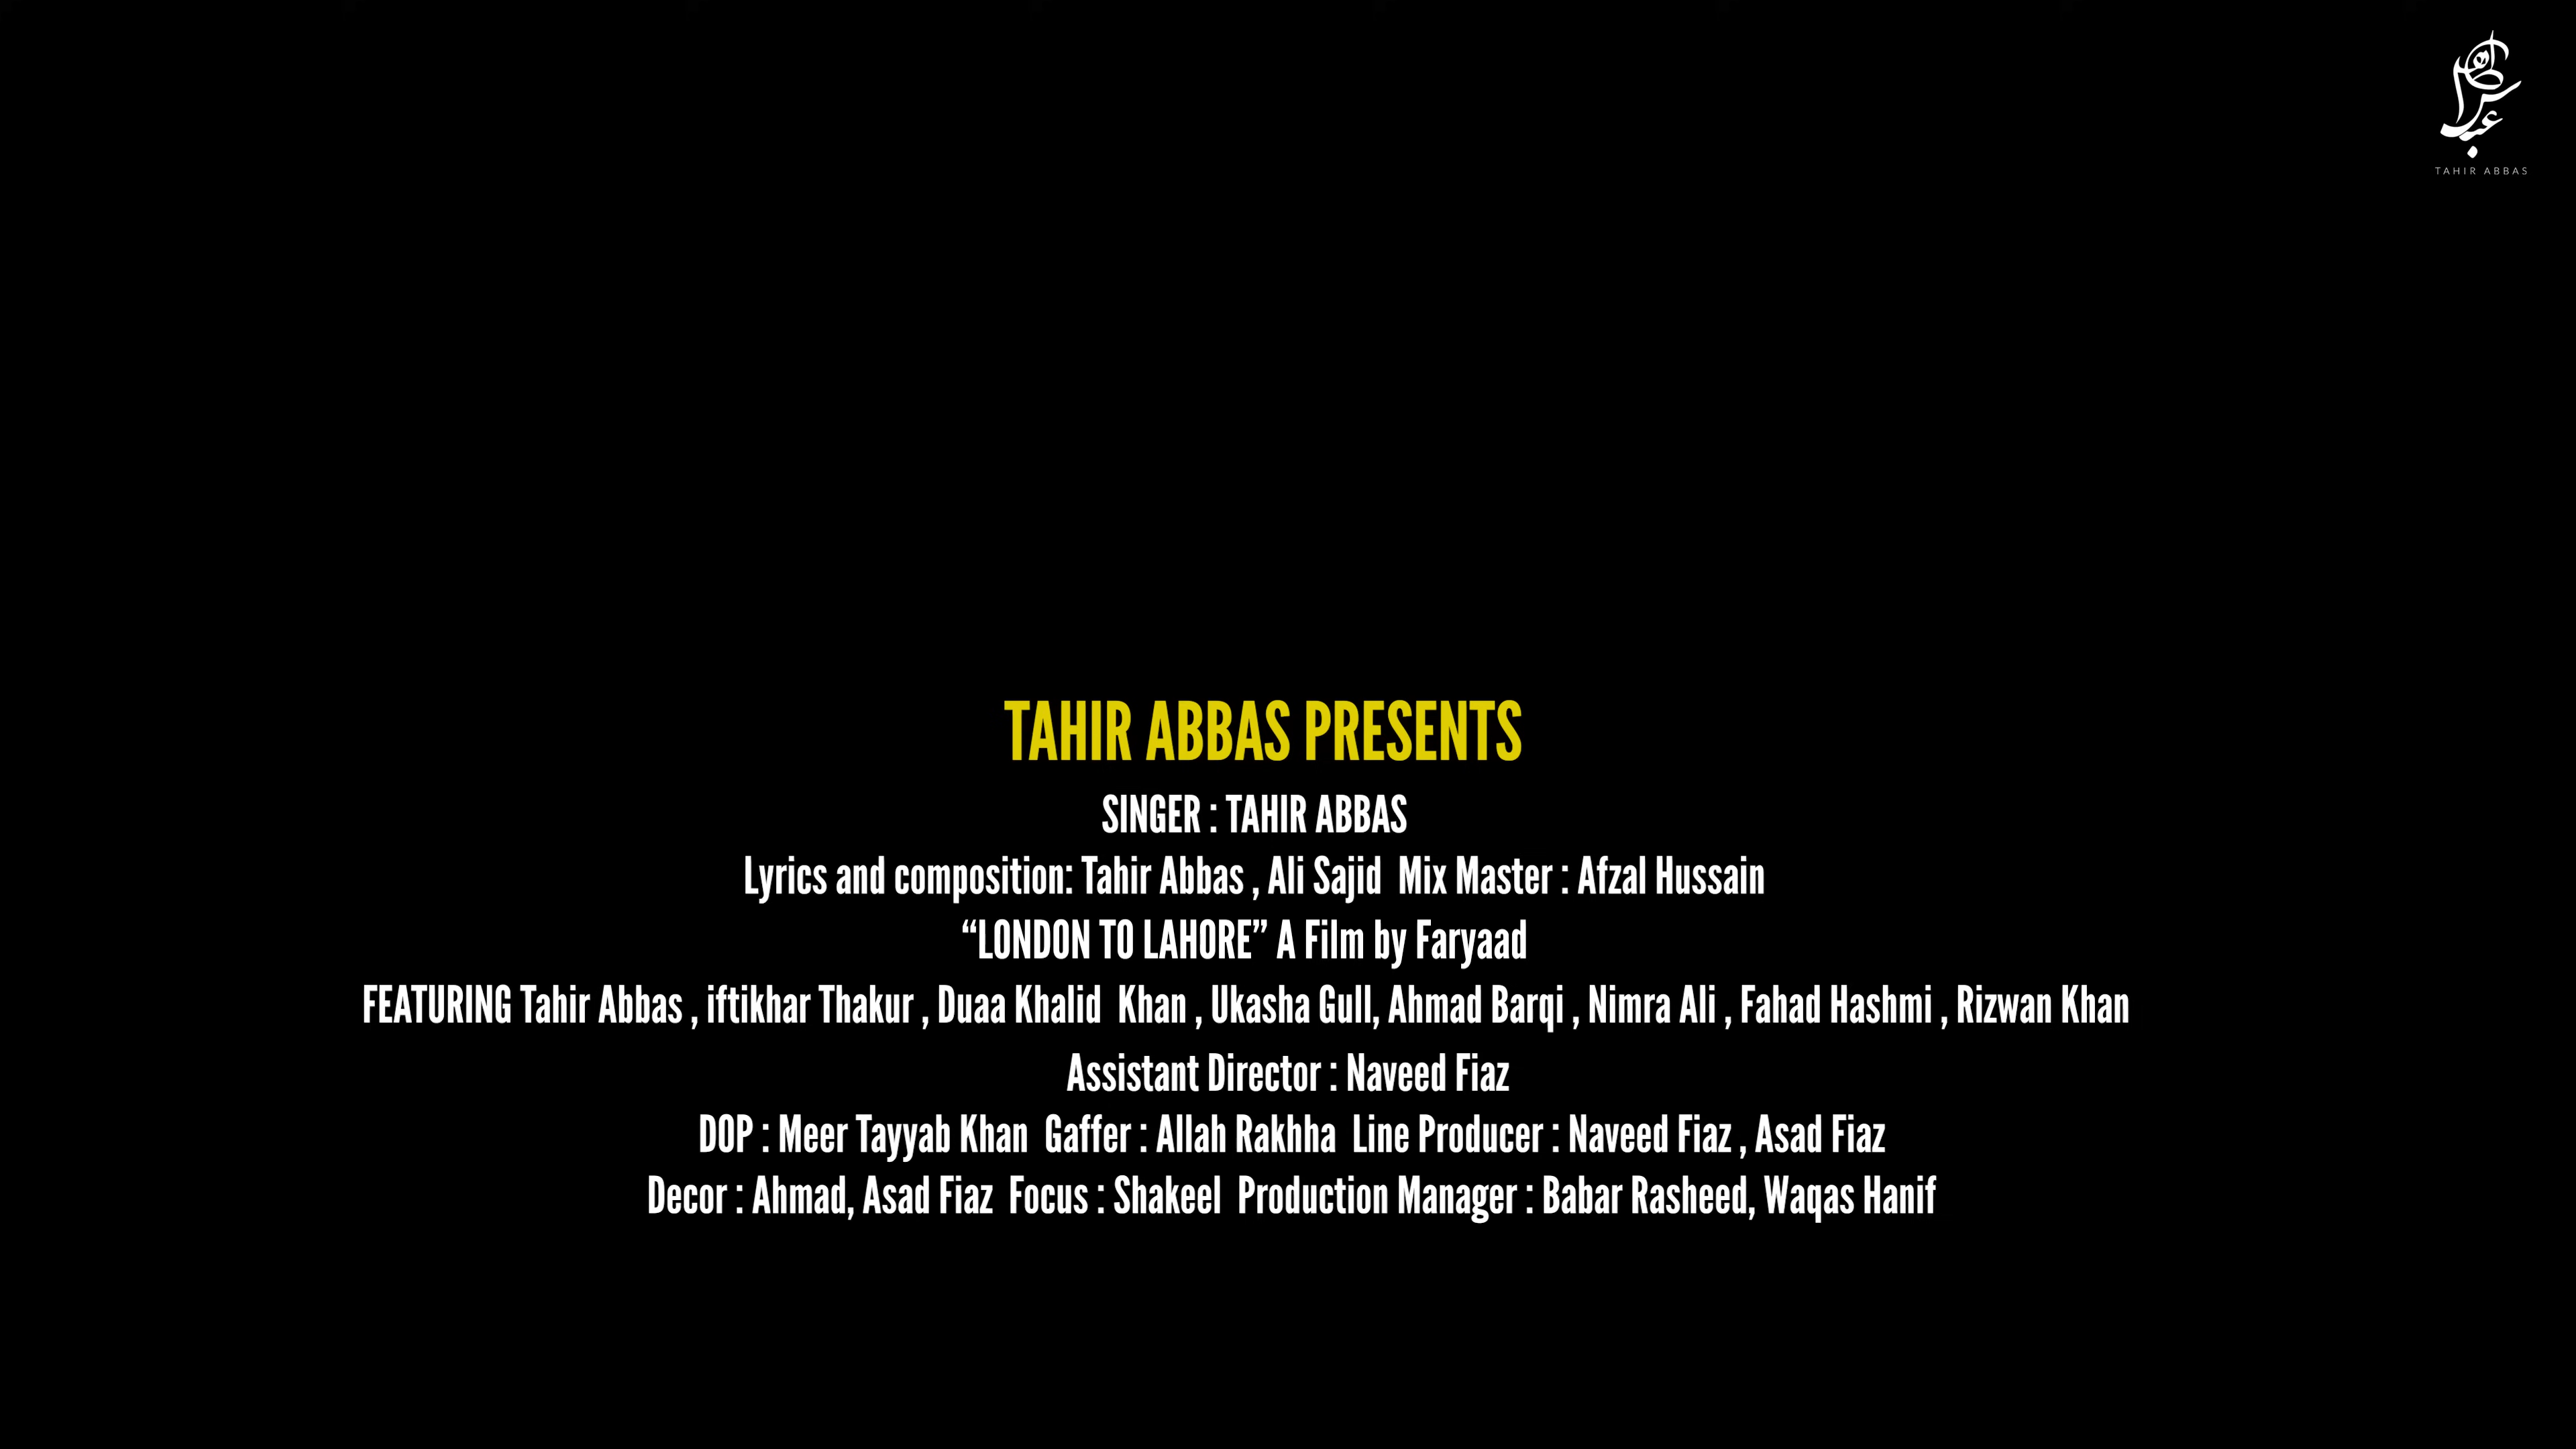 طاہر عباس
TAHIR ABBAS
TAHIR ABBAS PRESENTS
SINGER : TAHIR ABBAS
Lyrics and composition: Tahir Abbas , Ali Sajid  Mix Master : Afzal Hussain
“LONDON TO LAHORE” A Film by Faryaad
FEATURING Tahir Abbas , iftikhar Thakur , Duaa Khalid  Khan , Ukasha Gull, Ahmad Barqi , Nimra Ali , Fahad Hashmi , Rizwan Khan
Assistant Director : Naveed Fiaz
DOP : Meer Tayyab Khan  Gaffer : Allah Rakhha  Line Producer : Naveed Fiaz , Asad Fiaz
Decor : Ahmad, Asad Fiaz  Focus : Shakeel  Production Manager : Babar Rasheed, Waqas Hanif